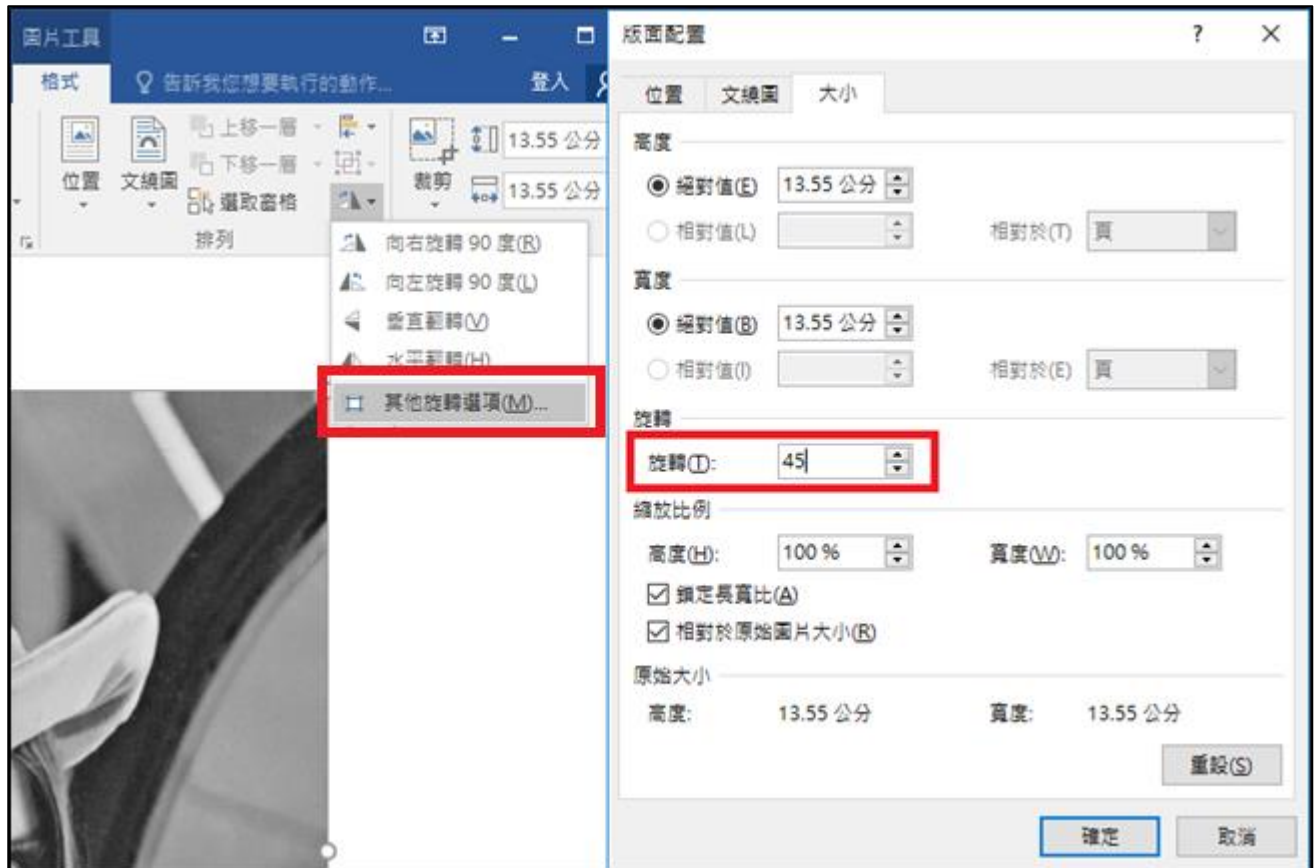 圖片工具
格式
告訴我您想要執行的動作...
登入
位置
文繞圖
上移一層
下移一層
選取窗格
排列
裁剪
13.55 公分
13.55 公分
向右旋轉 90 度(R)
向左旋轉 90 度(L)
垂直翻轉(V)
水平翻轉(H)
其他旋轉選項(M)...
版面配置
? ×
位置 文繞圖 大小
高度
絕對值(E) 13.55 公分
相對值(L) 相對於(T) 頁
寬度
絕對值(B) 13.55 公分
相對值(I) 相對於(E) 頁
旋轉
旋轉(T): 45
縮放比例
高度(H): 100 % 寬度(W): 100 %
鎖定長寬比(A)
相對於原始圖片大小(R)
原始大小
高度: 13.55 公分 寬度: 13.55 公分
重設(S)
確定 取消